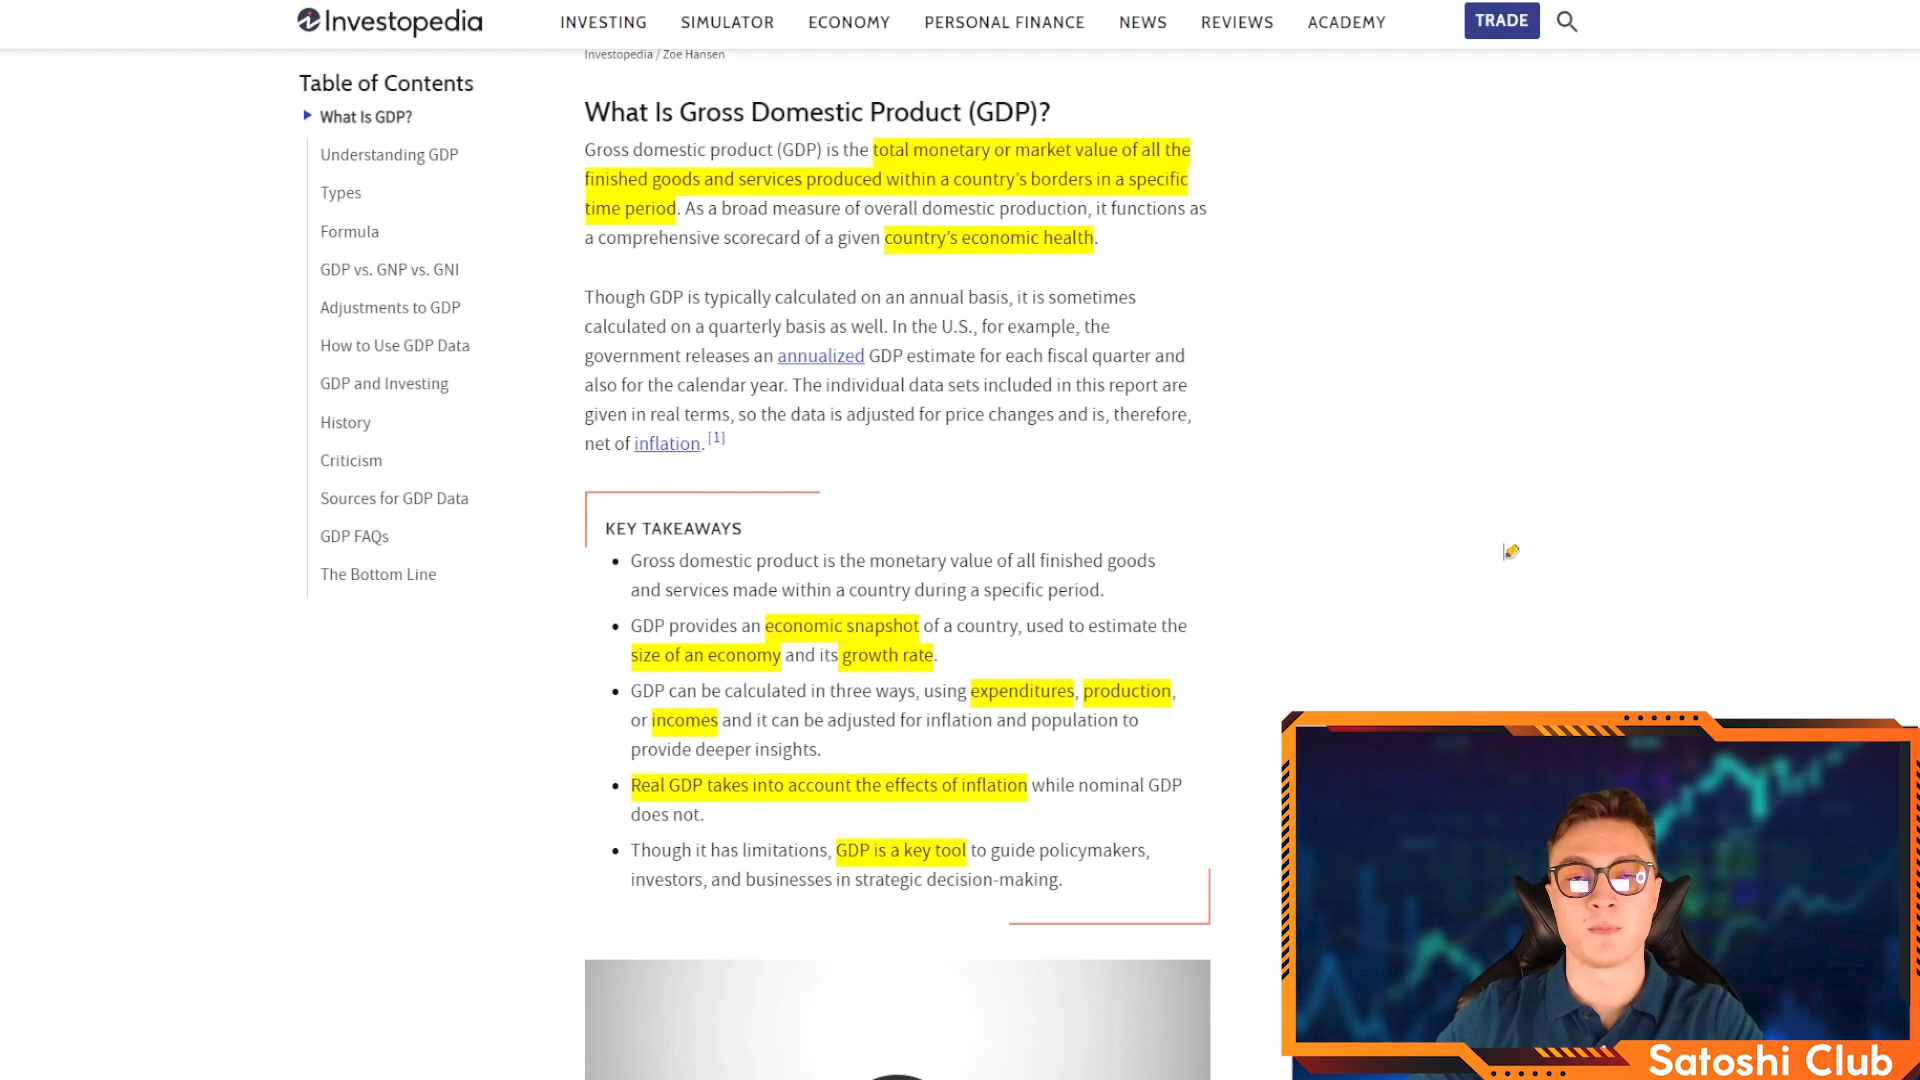 Investopedia
INVESTING SIMULATOR ECONOMY PERSONAL FINANCE NEWS REVIEWS ACADEMY TRADE
Investopedia / Zoe Hansen
Table of Contents
What Is GDP?
Understanding GDP
Types
Formula
GDP vs. GNP vs. GNI
Adjustments to GDP
How to Use GDP Data
GDP and Investing
History
Criticism
Sources for GDP Data
GDP FAQs
The Bottom Line
What Is Gross Domestic Product (GDP)?
Gross domestic product (GDP) is the total monetary or market value of all the
finished goods and services produced within a country’s borders in a specific
time period. As a broad measure of overall domestic production, it functions as
a comprehensive scorecard of a given country’s economic health.
Though GDP is typically calculated on an annual basis, it is sometimes
calculated on a quarterly basis as well. In the U.S., for example, the
government releases an annualized GDP estimate for each fiscal quarter and
also for the calendar year. The individual data sets included in this report are
given in real terms, so the data is adjusted for price changes and is, therefore,
net of inflation. [1]
KEY TAKEAWAYS
• Gross domestic product is the monetary value of all finished goods
and services made within a country during a specific period.
• GDP provides an economic snapshot of a country, used to estimate the
size of an economy and its growth rate.
• GDP can be calculated in three ways, using expenditures, production,
or incomes and it can be adjusted for inflation and population to
provide deeper insights.
• Real GDP takes into account the effects of inflation while nominal GDP
does not.
• Though it has limitations, GDP is a key tool to guide policymakers,
investors, and businesses in strategic decision-making.
Satoshi Club